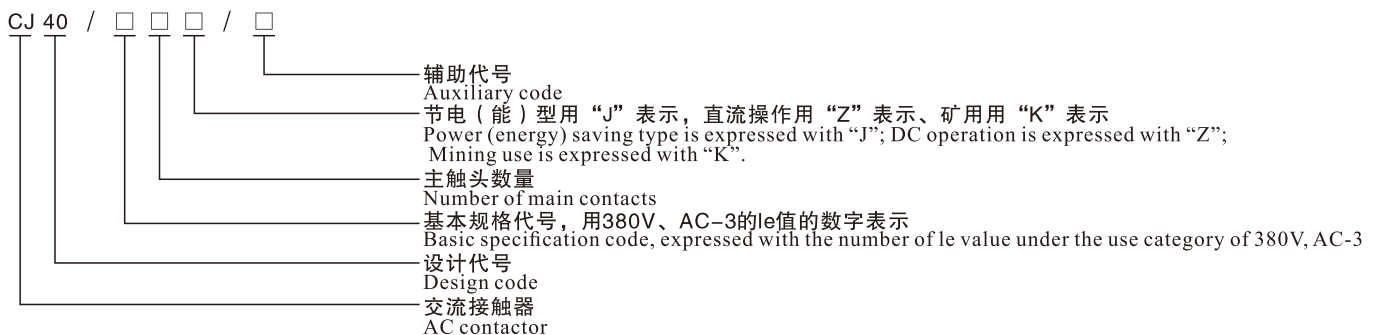 CJ 40 / □ □ □ / □
辅助代号
Auxiliary code
节电（能）型用“J”表示，直流操作用“Z”表示、矿用用“K”表示
Power (energy) saving type is expressed with “J”; DC operation is expressed with “Z”;
Mining use is expressed with “K”.
主触头数量
Number of main contacts
基本规格代号，用380V、AC-3的Ie值的数字表示
Basic specification code, expressed with the number of le value under the use category of 380V, AC-3
设计代号
Design code
交流接触器
AC contactor